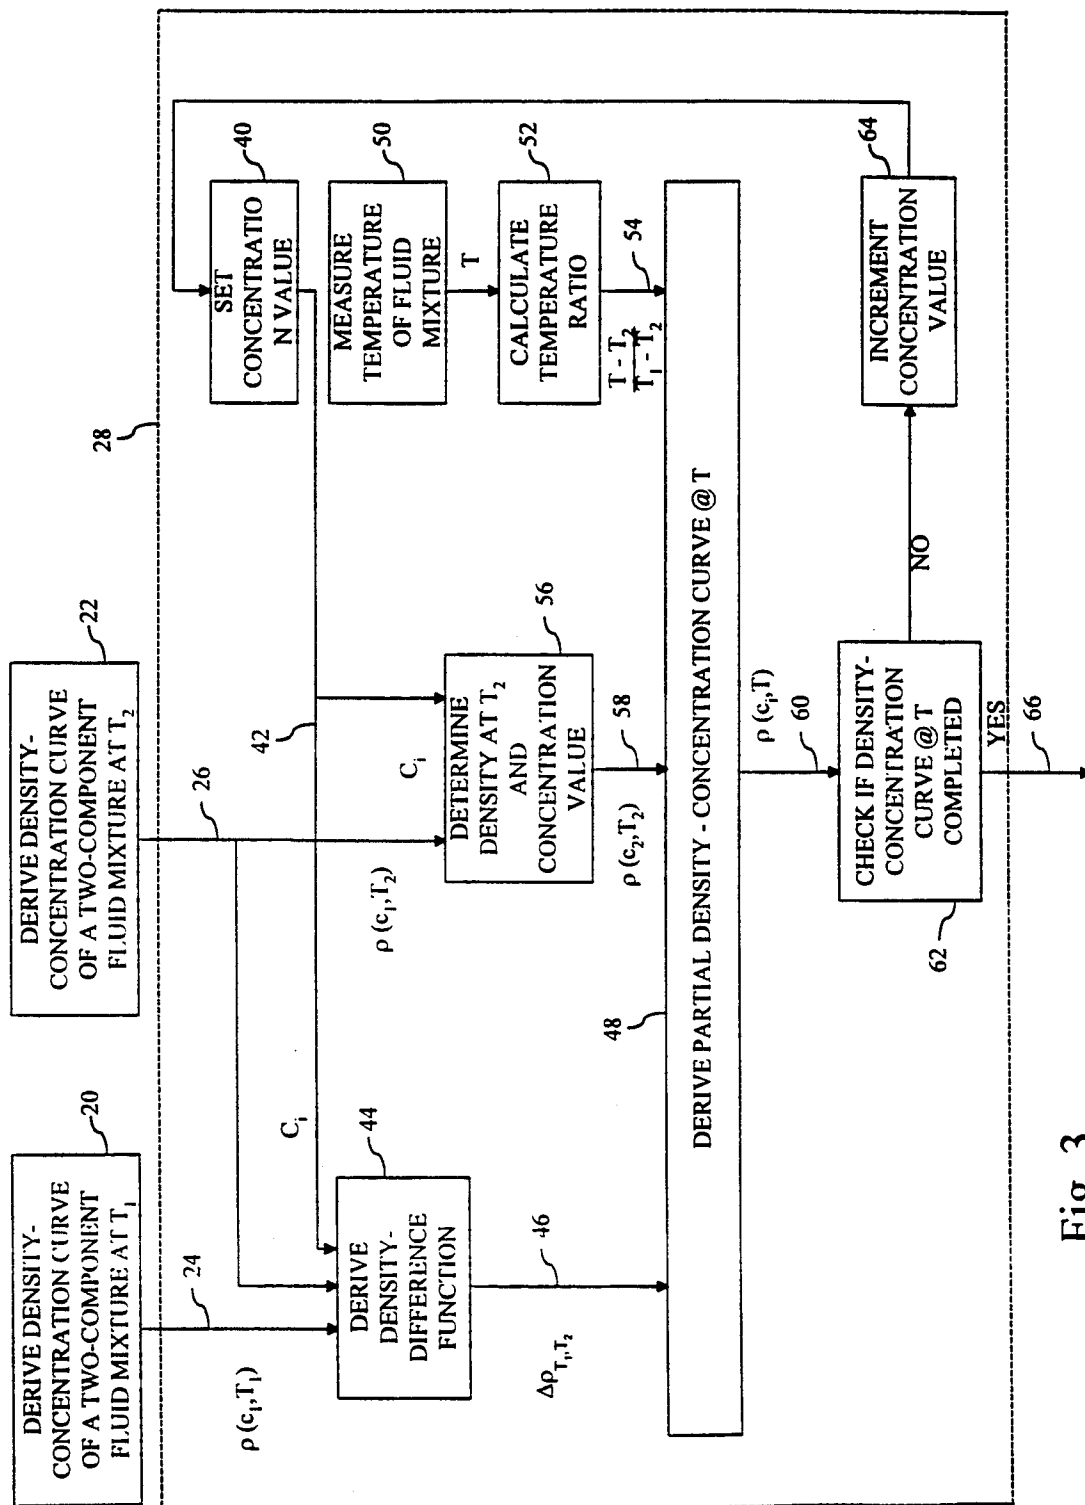 DERIVE DENSITY-
CONCENTRATION CURVE
OF A TWO-COMPONENT
FLUID MIXTURE AT T1
20
DERIVE DENSITY-
CONCENTRATION CURVE
OF A TWO-COMPONENT
FLUID MIXTURE AT T2
22
28
24
ρ (c1,T1)
26
ρ (c1,T2)
SET
CONCENTRATIO
N VALUE
40
42
Ci
Ci
DERIVE
DENSITY-
DIFFERENCE
FUNCTION
44
46
ΔρT1,T2
DETERMINE
DENSITY AT T2
AND
CONCENTRATION
VALUE
56
58
ρ (c2,T2)
MEASURE
TEMPERATURE
OF FLUID
MIXTURE
50
T
CALCULATE
TEMPERATURE
RATIO
52
T - T2
T1 - T2
54
48
DERIVE PARTIAL DENSITY - CONCENTRATION CURVE @ T
ρ (ci,T)
60
CHECK IF DENSITY-
CONCENTRATION
CURVE @ T
COMPLETED
62
NO
INCREMENT
CONCENTRATION
VALUE
64
YES
66
Fig. 3